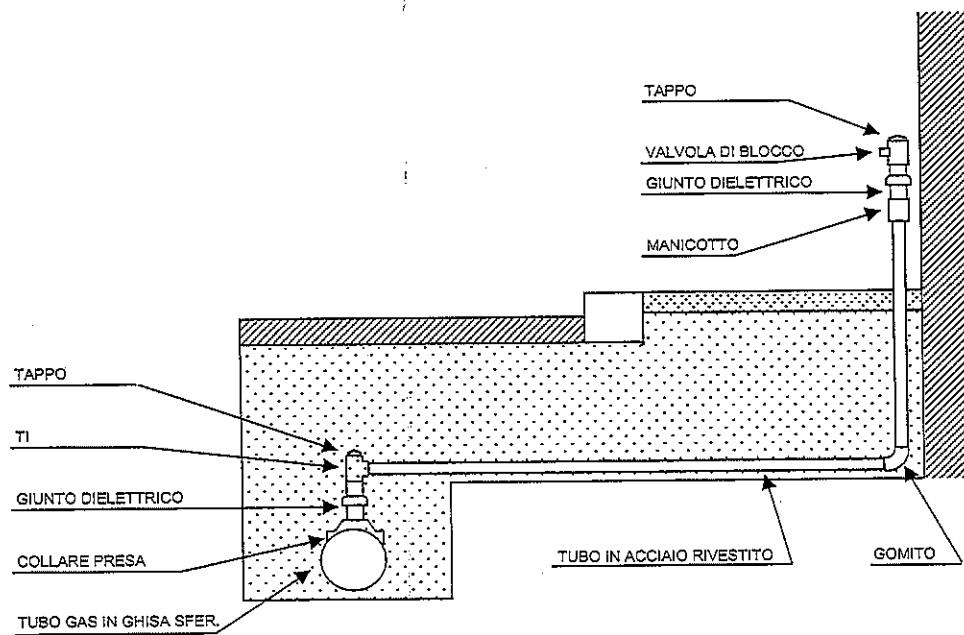 TAPPO
VALVOLA DI BLOCCO
GIUNTO DIELETTRICO
MANICOTTO
TAPPO
TI
GIUNTO DIELETTRICO
COLLARE PRESA
TUBO GAS IN GHISA SFER.
TUBO IN ACCIAIO RIVESTITO
GOMITO